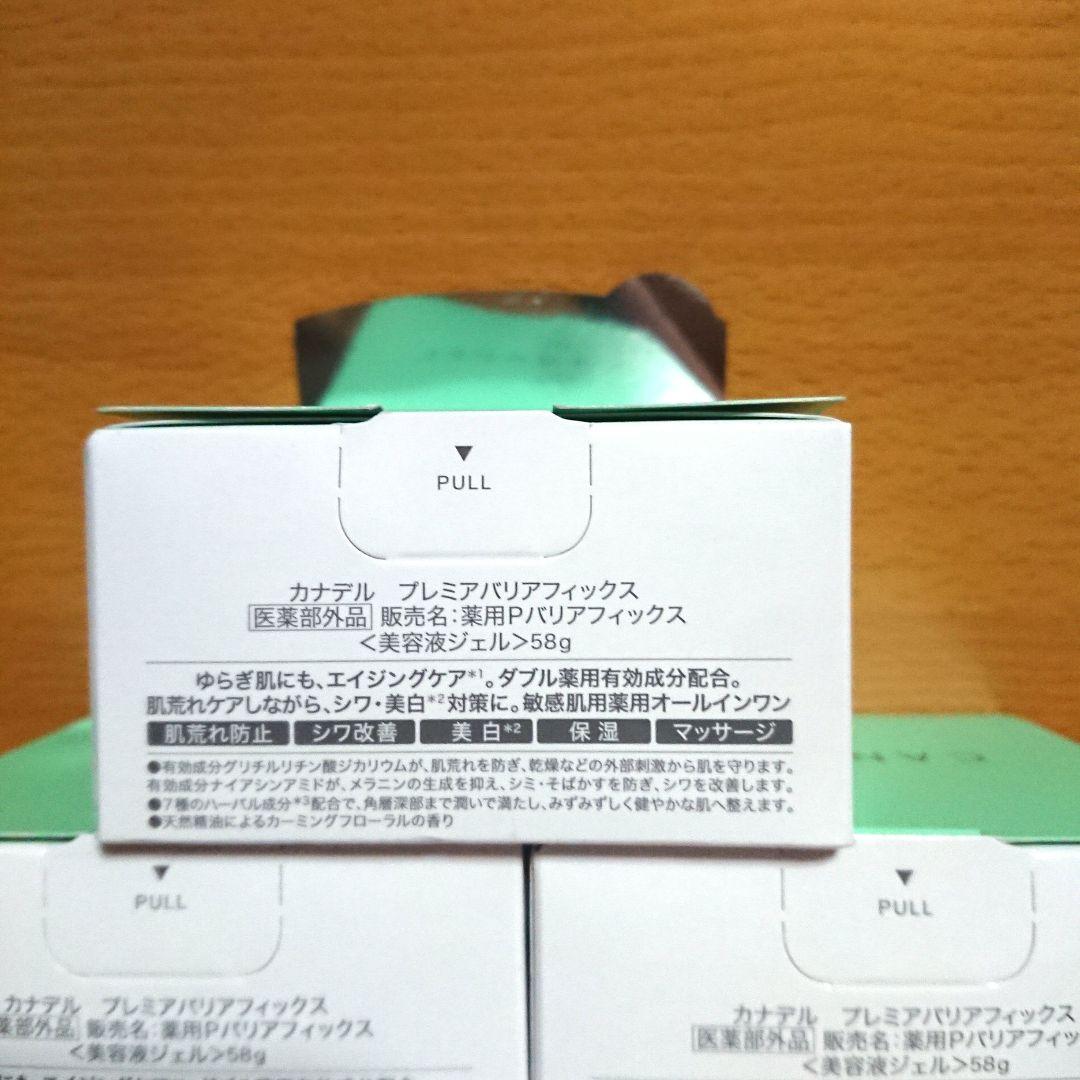 ▼
PULL
カナデル　プレミアバリアフィックス
医薬部外品 販売名：薬用Pバリアフィックス
＜美容液ジェル＞58g
ゆらぎ肌にも、エイジングケア*1。ダブル薬用有効成分配合。
肌荒れケアしながら、シワ・美白*2対策に。敏感肌用薬用オールインワン
肌荒れ防止 シワ改善 美白*2 保湿 マッサージ
●有効成分グリチルリチン酸ジカリウムが、肌荒れを防ぎ、乾燥などの外部刺激から肌を守ります。
有効成分ナイアシンアミドが、メラニンの生成を抑え、シミ・そばかすを防ぎ、シワを改善します。
●7種のハーバル成分*3配合で、角層深部まで潤いで満たし、みずみずしく健やかな肌へ整えます。
●天然精油によるカーミングフローラルの香り
▼
PULL
カナデル　プレミアバリアフィックス
薬部外品 販売名：薬用Pバリアフィックス
＜美容液ジェル＞58g
▼
PULL
カナデル　プレミアバリアフィックス
医薬部外品 販売名：薬用Pバリアフィッ
＜美容液ジェル＞58g